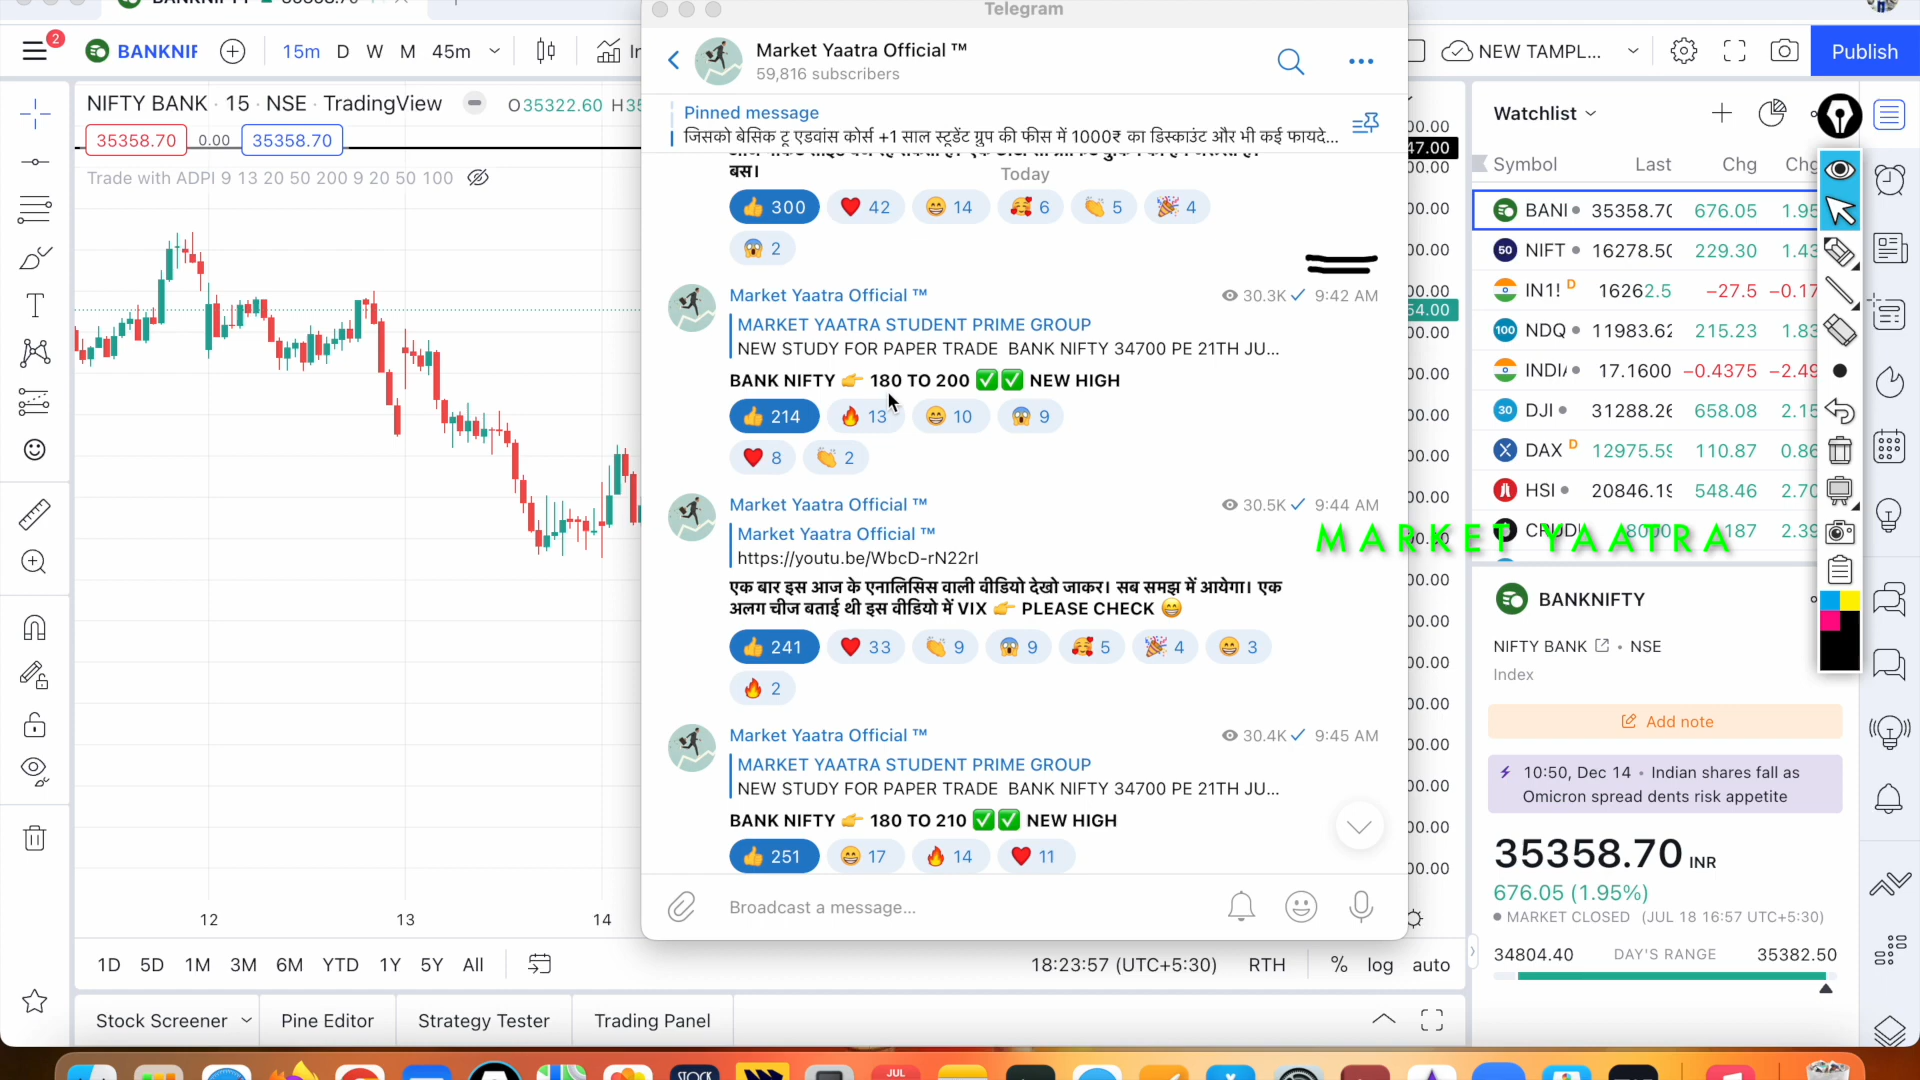 Telegram
2
BANKNIF
15m
D
W
M
45m
NEW TAMPL...
Publish
Market Yaatra Official ™
59,816 subscribers
Pinned message
जिसको बेसिक टू एडवांस कोर्स +1 साल स्टूडेंट ग्रुप की फीस में 1000₹ का डिस्काउंट और भी कई फायदे...
NIFTY BANK · 15 · NSE · TradingView
O35322.60
35358.70
0.00
35358.70
Trade with ADPI 9 13 20 50 200 9 20 50 100
बस।
Today
👍 300 ❤️ 42 😁 14 🥰 6 👏 5 🎉 4
😱 2
Market Yaatra Official ™ 30.3K 9:42 AM
MARKET YAATRA STUDENT PRIME GROUP
NEW STUDY FOR PAPER TRADE BANK NIFTY 34700 PE 21TH JU...
BANK NIFTY 👉 180 TO 200 ✅✅ NEW HIGH
👍 214 🔥 13 😁 10 😱 9
❤️ 8 👏 2
Market Yaatra Official ™ 30.5K 9:44 AM
Market Yaatra Official ™
https://youtu.be/WbcD-rN22rI
एक बार इस आज के एनालिसिस वाली वीडियो देखो जाकर। सब समझ में आयेगा। एक
अलग चीज बताई थी इस वीडियो में VIX 👉 PLEASE CHECK 😁
👍 241 ❤️ 33 👏 9 😱 9 🥰 5 🎉 4 😁 3
🔥 2
Market Yaatra Official ™ 30.4K 9:45 AM
MARKET YAATRA STUDENT PRIME GROUP
NEW STUDY FOR PAPER TRADE BANK NIFTY 34700 PE 21TH JU...
BANK NIFTY 👉 180 TO 210 ✅✅ NEW HIGH
👍 251 😁 17 🔥 14 ❤️ 11
Broadcast a message...
12
13
14
1D 5D 1M 3M 6M YTD 1Y 5Y All
18:23:57 (UTC+5:30) RTH % log auto
Stock Screener
Pine Editor
Strategy Tester
Trading Panel
Watchlist
Symbol Last Chg
BANI 35358.70 676.05 1.95
NIFT 16278.50 229.30 1.43
IN1! D 16262.5 −27.5 −0.17
NDQ 11983.62 215.23 1.83
INDI 17.1600 −0.4375 −2.49
DJI 31288.26 658.08 2.15
DAX D 12975.59 110.87 0.86
HSI 20846.19 548.46 2.70
187 2.39
MARKET YAATRA
BANKNIFTY
NIFTY BANK • NSE
Index
Add note
10:50, Dec 14 • Indian shares fall as
Omicron spread dents risk appetite
35358.70 INR
676.05 (1.95%)
MARKET CLOSED (JUL 18 16:57 UTC+5:30)
34804.40 DAY'S RANGE 35382.50
STOCK
JUL